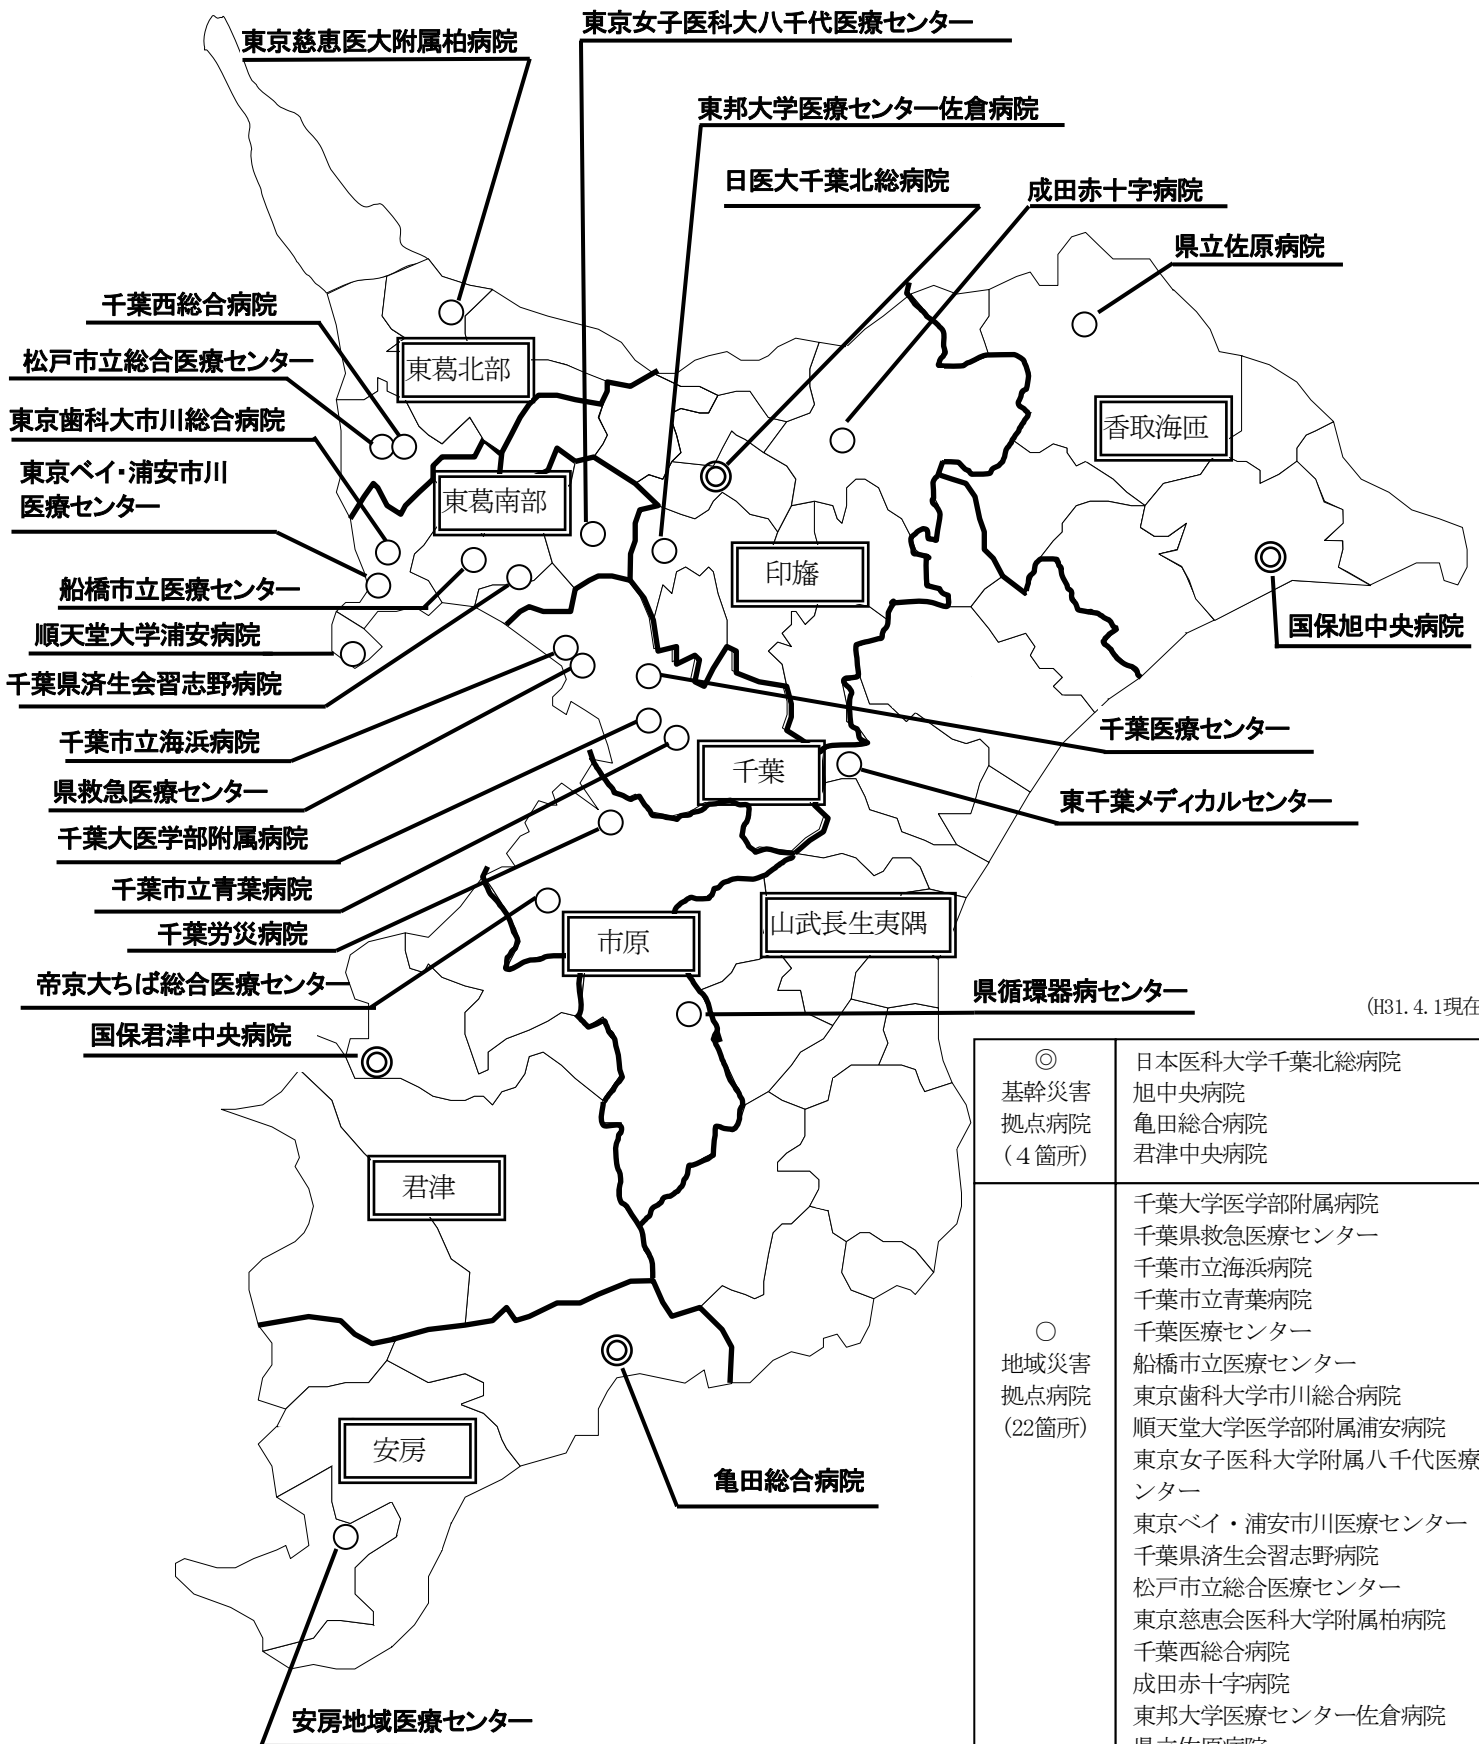 東京慈恵医大附属柏病院
東京女子医科大八千代医療センター
東邦大学医療センター佐倉病院
日医大千葉北総病院
成田赤十字病院
県立佐原病院
千葉西総合病院
松戸市立総合医療センター
東京歯科大市川総合病院
東京ベイ・浦安市川
医療センター
船橋市立医療センター
順天堂大学浦安病院
千葉県済生会習志野病院
千葉市立海浜病院
県救急医療センター
千葉大医学部附属病院
千葉市立青葉病院
千葉労災病院
帝京大ちば総合医療センター
国保君津中央病院
東葛北部
東葛南部
印旛
香取海匝
千葉
市原
山武長生夷隅
君津
安房
国保旭中央病院
千葉医療センター
東千葉メディカルセンター
県循環器病センター
亀田総合病院
安房地域医療センター
(H31.4.1現在
◎
基幹災害
拠点病院
(４箇所)
日本医科大学千葉北総病院
旭中央病院
亀田総合病院
君津中央病院
○
地域災害
拠点病院
(22箇所)
千葉大学医学部附属病院
千葉県救急医療センター
千葉市立海浜病院
千葉市立青葉病院
千葉医療センター
船橋市立医療センター
東京歯科大学市川総合病院
順天堂大学医学部附属浦安病院
東京女子医科大学附属八千代医療
ンター
東京ベイ・浦安市川医療センター
千葉県済生会習志野病院
松戸市立総合医療センター
東京慈恵会医科大学附属柏病院
千葉西総合病院
成田赤十字病院
東邦大学医療センター佐倉病院